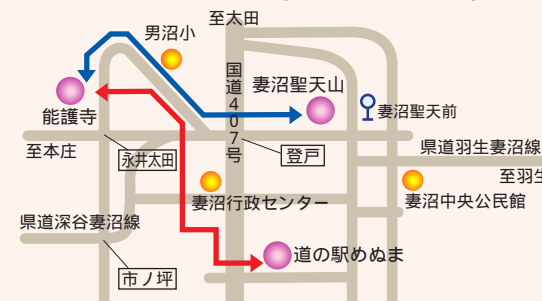 至太田
男沼小
国道407号
妻沼聖天山
妻沼聖天前
能護寺
至本庄
永井太田
登戸
県道羽生妻沼線
至羽生
妻沼行政センター
妻沼中央公民館
県道深谷妻沼線
道の駅めぬま
市ノ坪